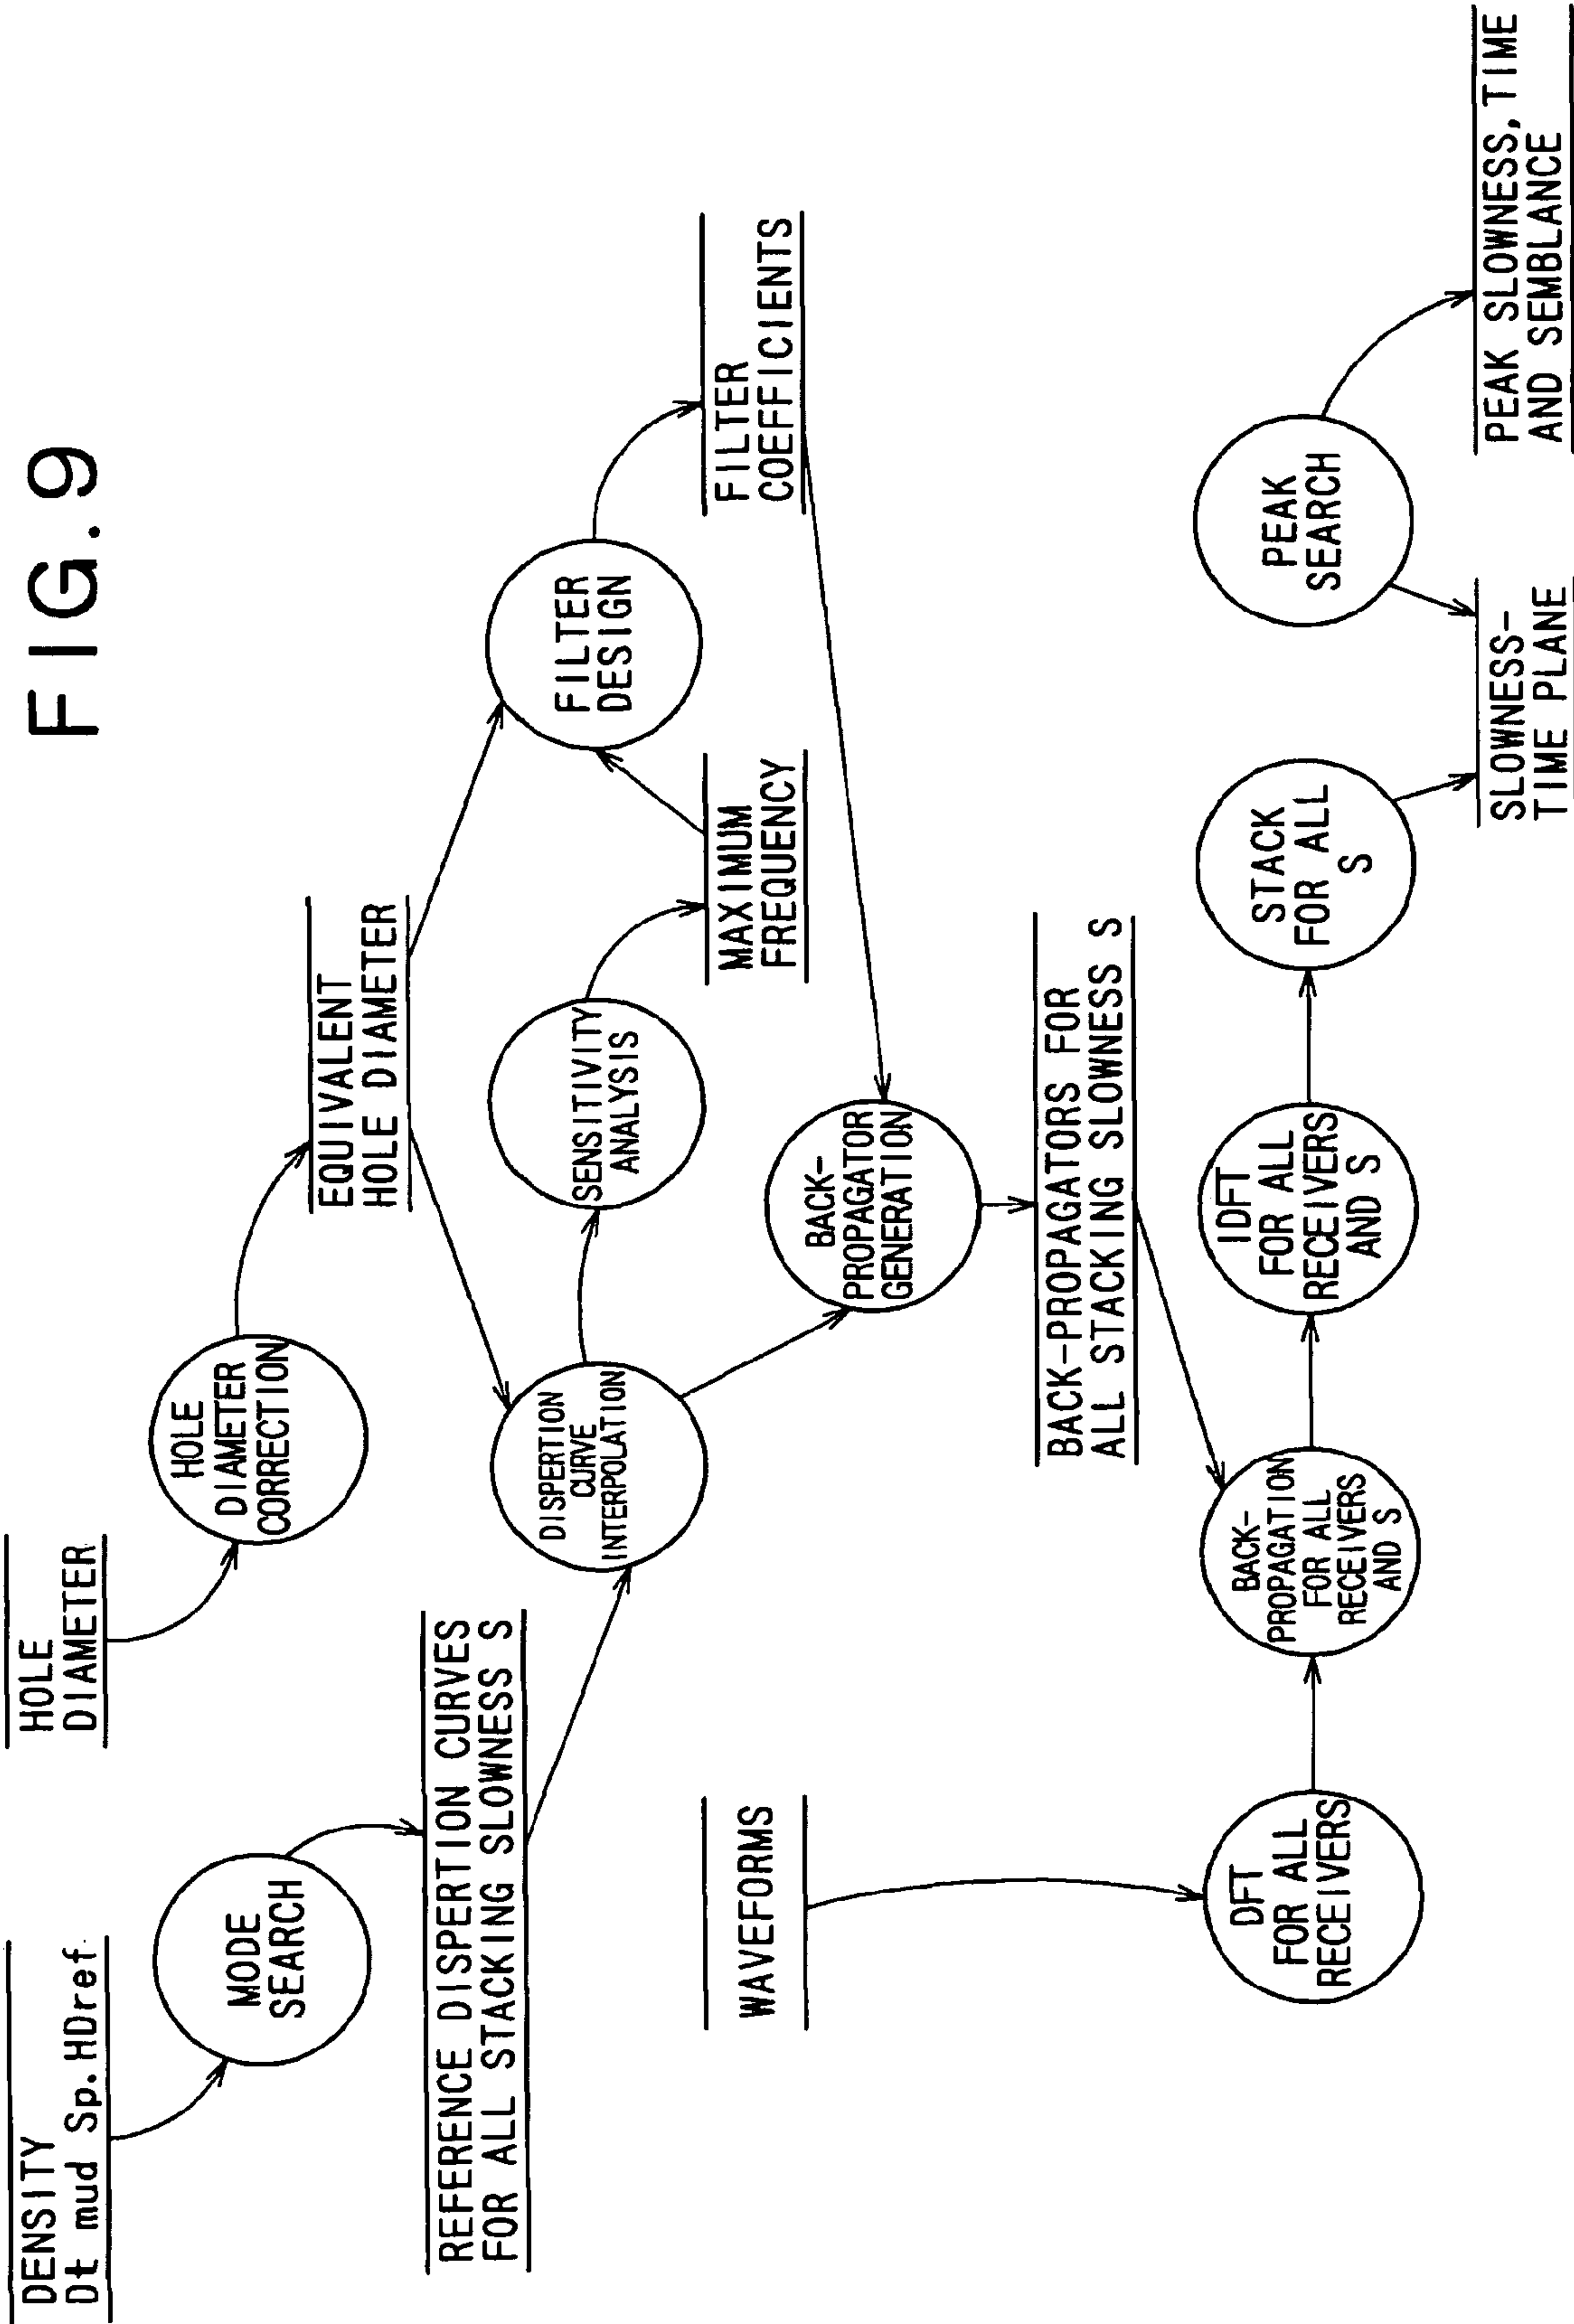 FIG.9
DENSITY
Dt mud Sp.HDref
HOLE
DIAMETER
MODE
SEARCH
HOLE
DIAMETER
CORRECTION
EQUIVALENT
HOLE DIAMETER
REFERENCE DISPERTION CURVES
FOR ALL STACKING SLOWNESS S
DISPERTION
CURVE
INTERPOLATION
SENSITIVITY
ANALYSIS
FILTER
DESIGN
MAXIMUM
FREQUENCY
FILTER
COEFFICIENTS
WAVEFORMS
BACK-
PROPAGATOR
GENERATION
BACK-PROPAGATORS FOR
ALL STACKING SLOWNESS S
DFT
FOR ALL
RECEIVERS
BACK-
PROPAGATION
FOR ALL
RECEIVERS
AND S
IDFT
FOR ALL
RECEIVERS
AND S
STACK
FOR ALL
S
PEAK
SEARCH
SLOWNESS-
TIME PLANE
PEAK SLOWNESS,TIME
AND SEMBLANCE